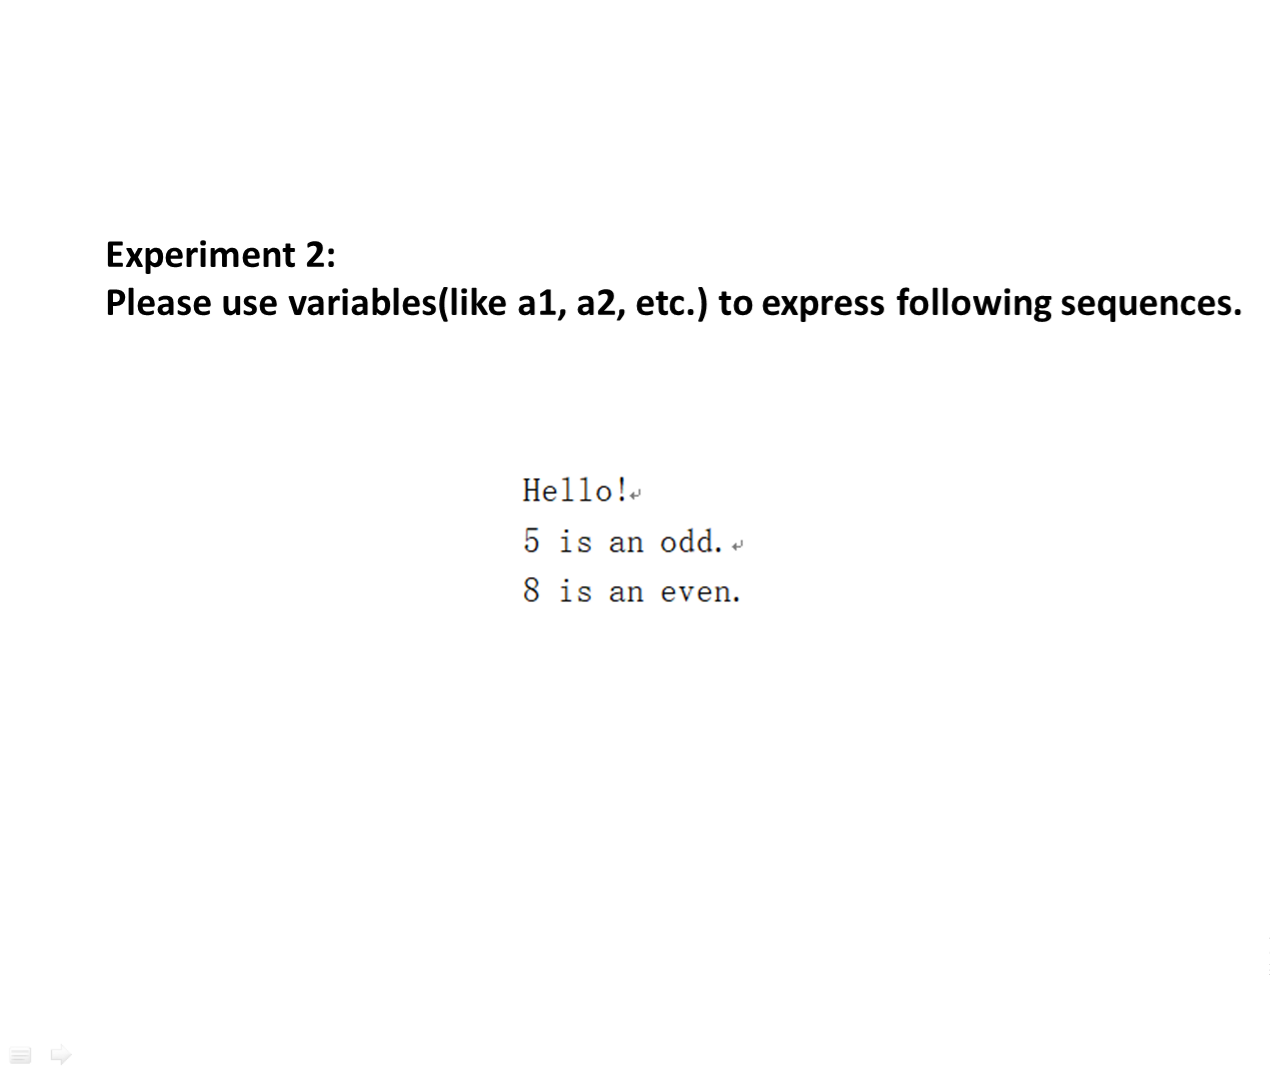 Experiment 2:
Please use variables(like a1, a2, etc.) to express following sequences.
Hello!↵
5 is an odd. ↵
8 is an even.